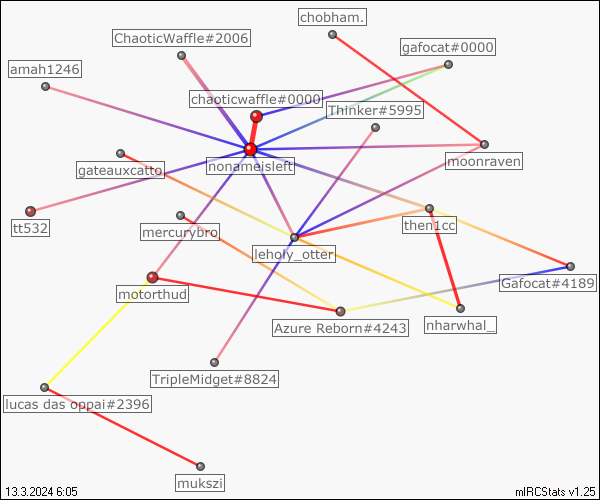 chobham.
ChaoticWaffle#2006
gafocat#0000
amah1246
chaoticwaffle#0000
Thinker#5995
nonameisleft
moonraven
gateauxcatto
tt532
mercurybro
then1cc
leholy_otter
Gafocat#4189
motorthud
Azure Reborn#4243
nharwhal_
TripleMidget#8824
lucas das oppai#2396
mukszi
13.3.2024 6:05
mIRCStats v1.25